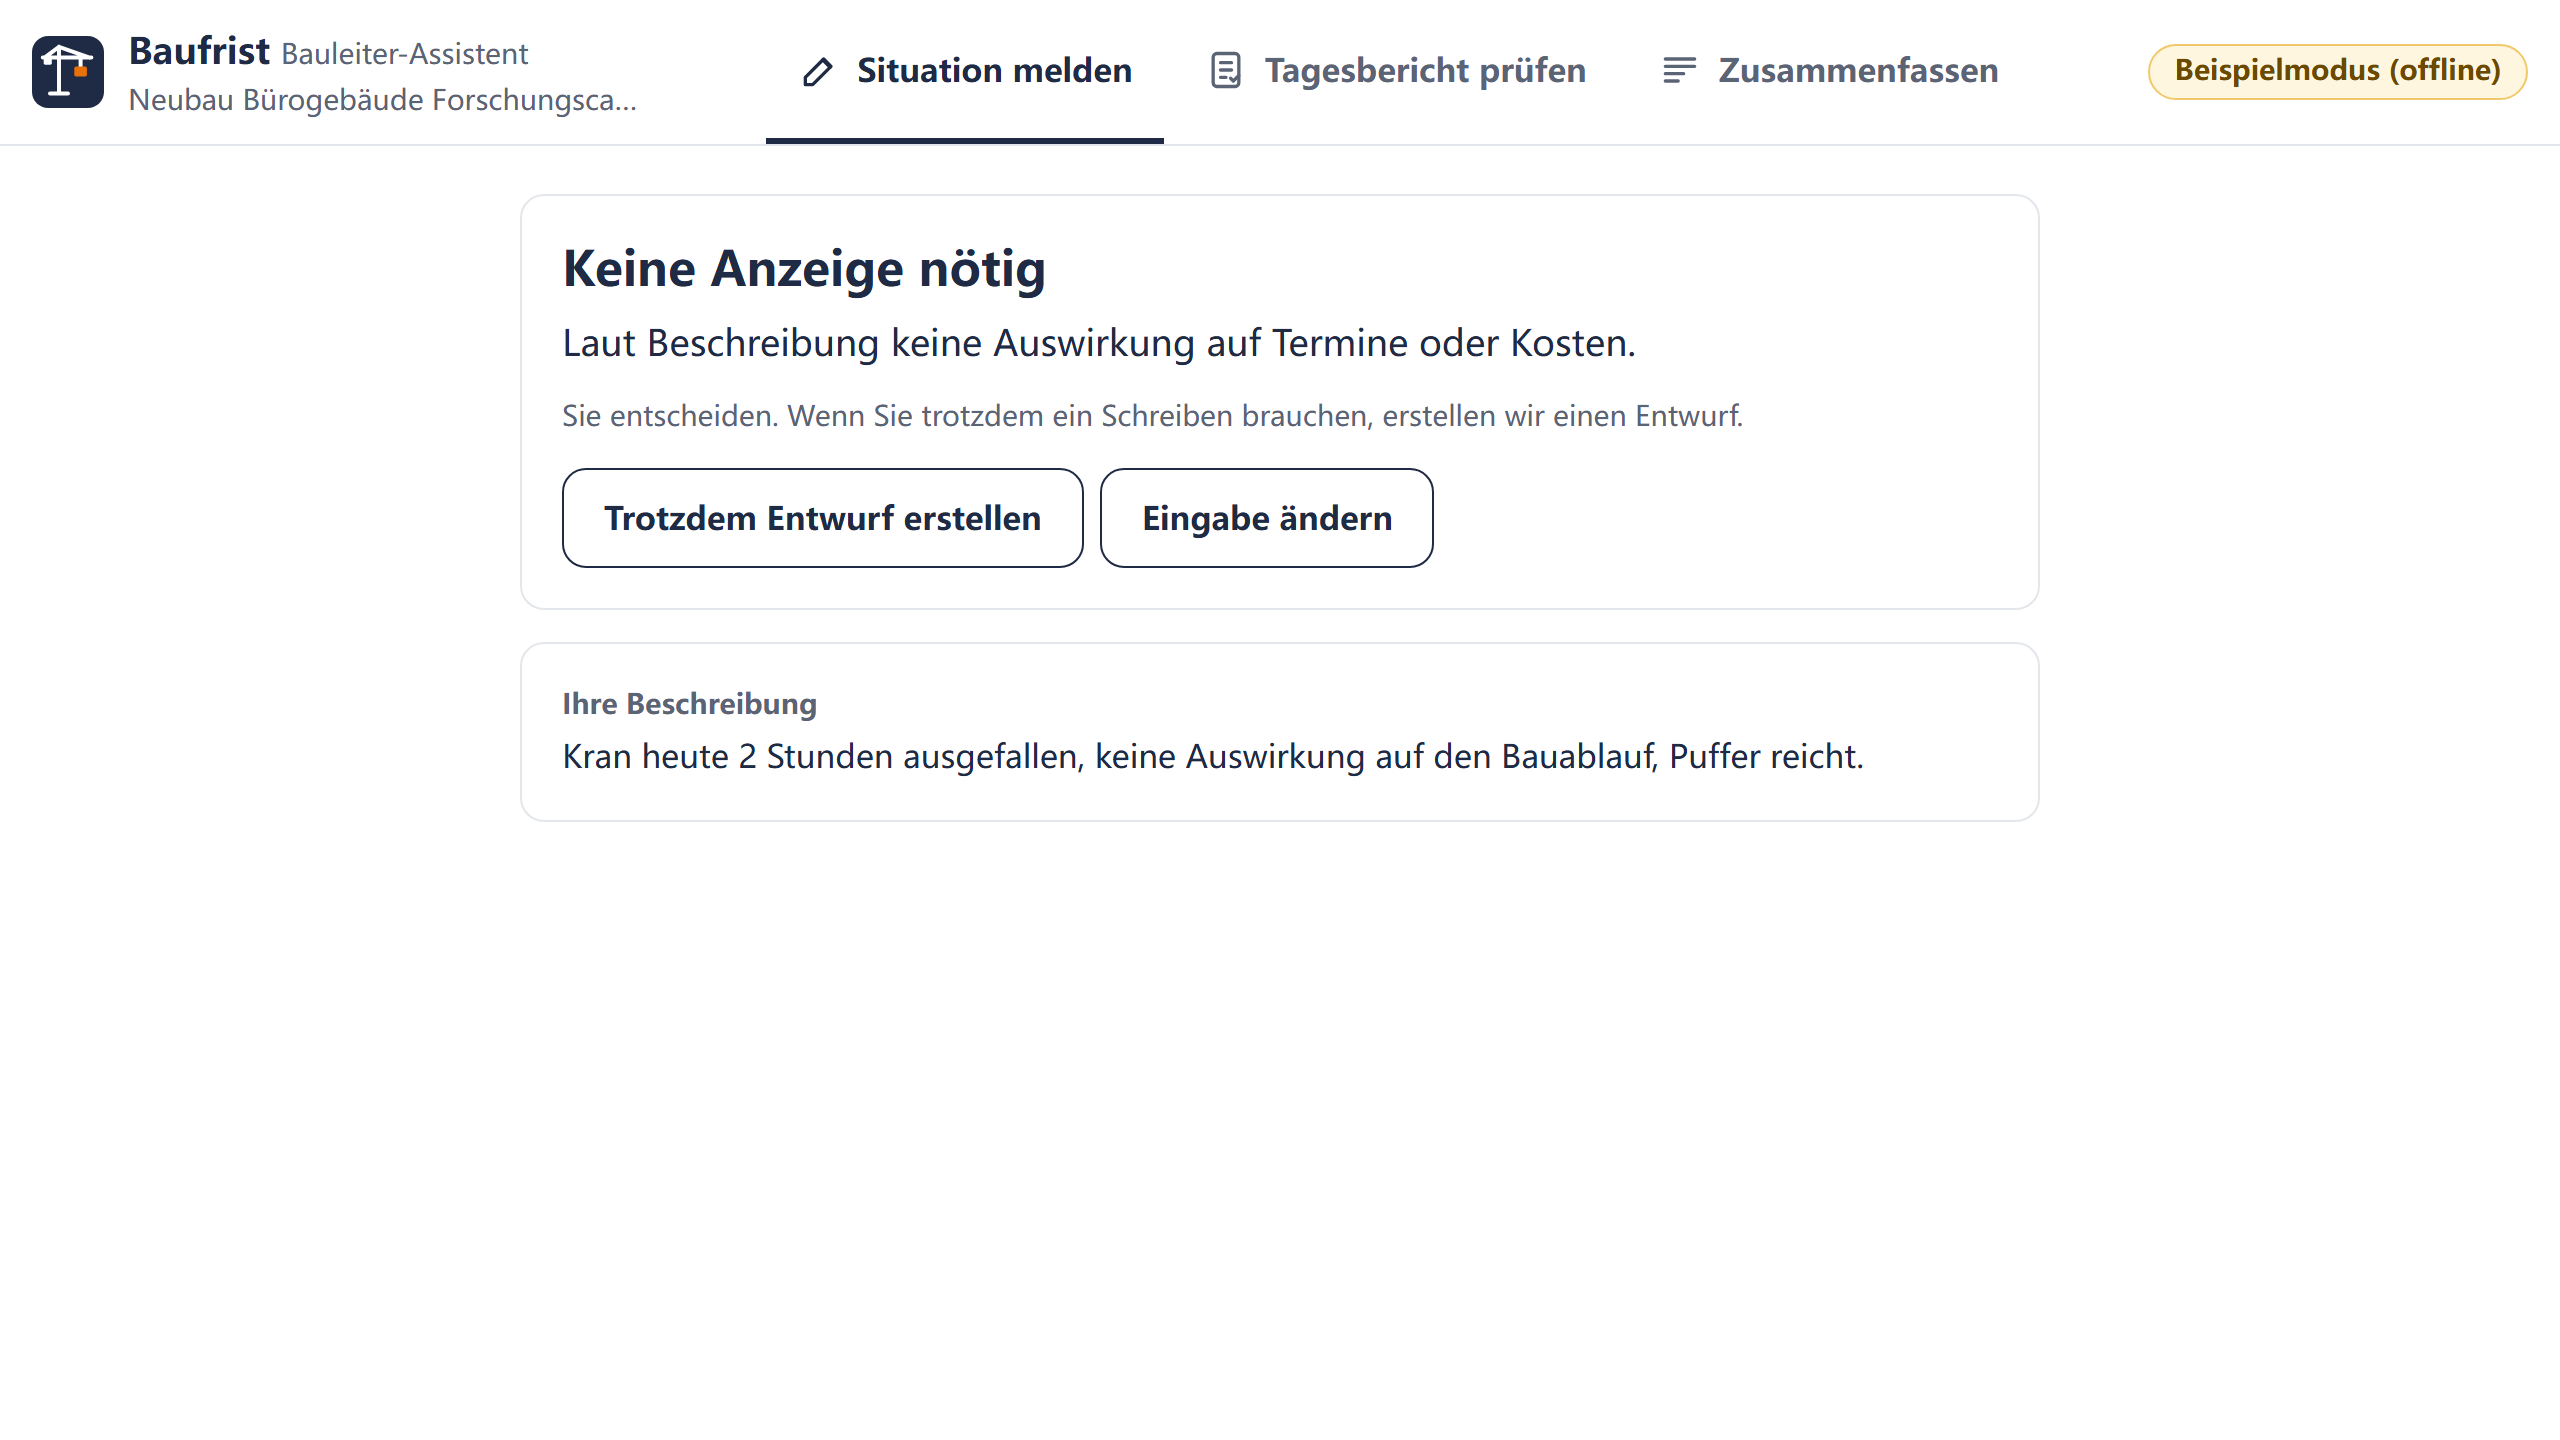 Baufrist Bauleiter-Assistent
Neubau Bürogebäude Forschungsca...
Situation melden
Tagesbericht prüfen
Zusammenfassen
Beispielmodus (offline)
Keine Anzeige nötig
Laut Beschreibung keine Auswirkung auf Termine oder Kosten.
Sie entscheiden. Wenn Sie trotzdem ein Schreiben brauchen, erstellen wir einen Entwurf.
Trotzdem Entwurf erstellen
Eingabe ändern
Ihre Beschreibung
Kran heute 2 Stunden ausgefallen, keine Auswirkung auf den Bauablauf, Puffer reicht.